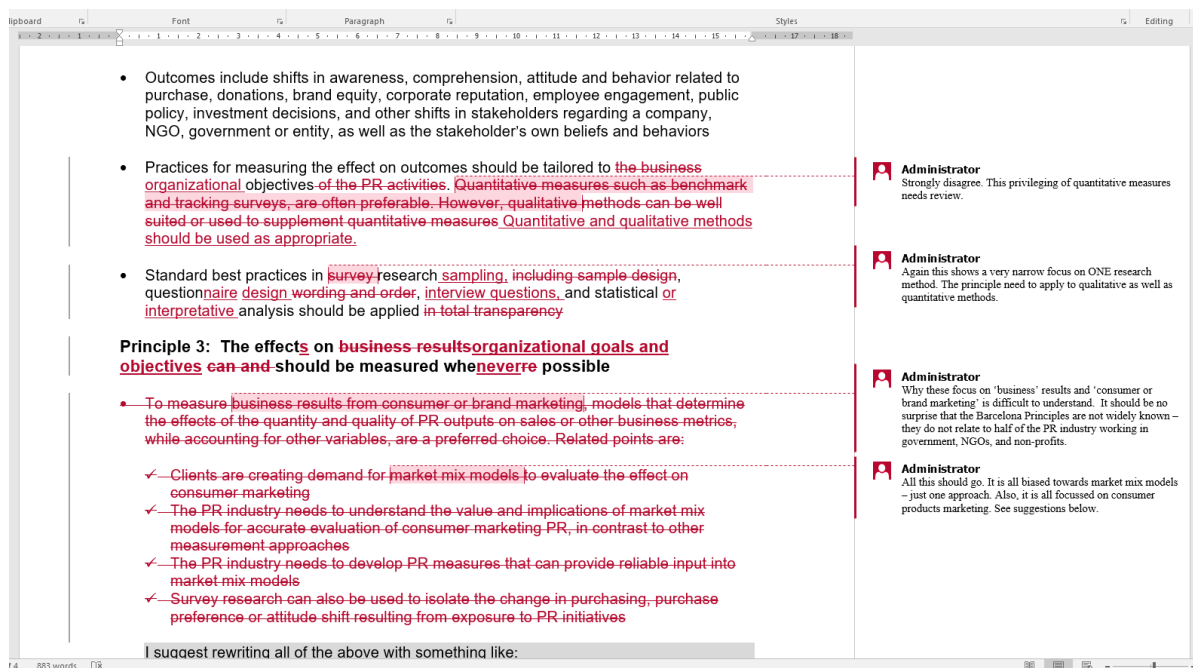 lipboard Font Paragraph Styles Editing
2 1 1 2 3 4 5 6 7 8 9 10 11 12 13 14 15 17 18
• Outcomes include shifts in awareness, comprehension, attitude and behavior related to
purchase, donations, brand equity, corporate reputation, employee engagement, public
policy, investment decisions, and other shifts in stakeholders regarding a company,
NGO, government or entity, as well as the stakeholder's own beliefs and behaviors
• Practices for measuring the effect on outcomes should be tailored to the business
organizational objectives of the PR activities. Quantitative measures such as benchmark
and tracking surveys, are often preferable. However, qualitative methods can be well
suited or used to supplement quantitative measures Quantitative and qualitative methods
should be used as appropriate.
• Standard best practices in survey research sampling, including sample design,
questionnaire design wording and order, interview questions, and statistical or
interpretative analysis should be applied in total transparency
Principle 3: The effects on business resultsorganizational goals and
objectives can and should be measured wheneverre possible
• To measure business results from consumer or brand marketing, models that determine
the effects of the quantity and quality of PR outputs on sales or other business metrics,
while accounting for other variables, are a preferred choice. Related points are:
✓ Clients are creating demand for market mix models to evaluate the effect on
consumer marketing
✓ The PR industry needs to understand the value and implications of market mix
models for accurate evaluation of consumer marketing PR, in contrast to other
measurement approaches
✓ The PR industry needs to develop PR measures that can provide reliable input into
market mix models
✓ Survey research can also be used to isolate the change in purchasing, purchase
preference or attitude shift resulting from exposure to PR initiatives
I suggest rewriting all of the above with something like:
Administrator
Strongly disagree. This privileging of quantitative measures
needs review.
Administrator
Again this shows a very narrow focus on ONE research
method. The principle need to apply to qualitative as well as
quantitative methods.
Administrator
Why these focus on 'business' results and 'consumer or
brand marketing' is difficult to understand. It should be no
surprise that the Barcelona Principles are not widely known –
they do not relate to half of the PR industry working in
government, NGOs, and non-profits.
Administrator
All this should go. It is all biased towards market mix models
– just one approach. Also, it is all focussed on consumer
products marketing. See suggestions below.
f 4 883 words